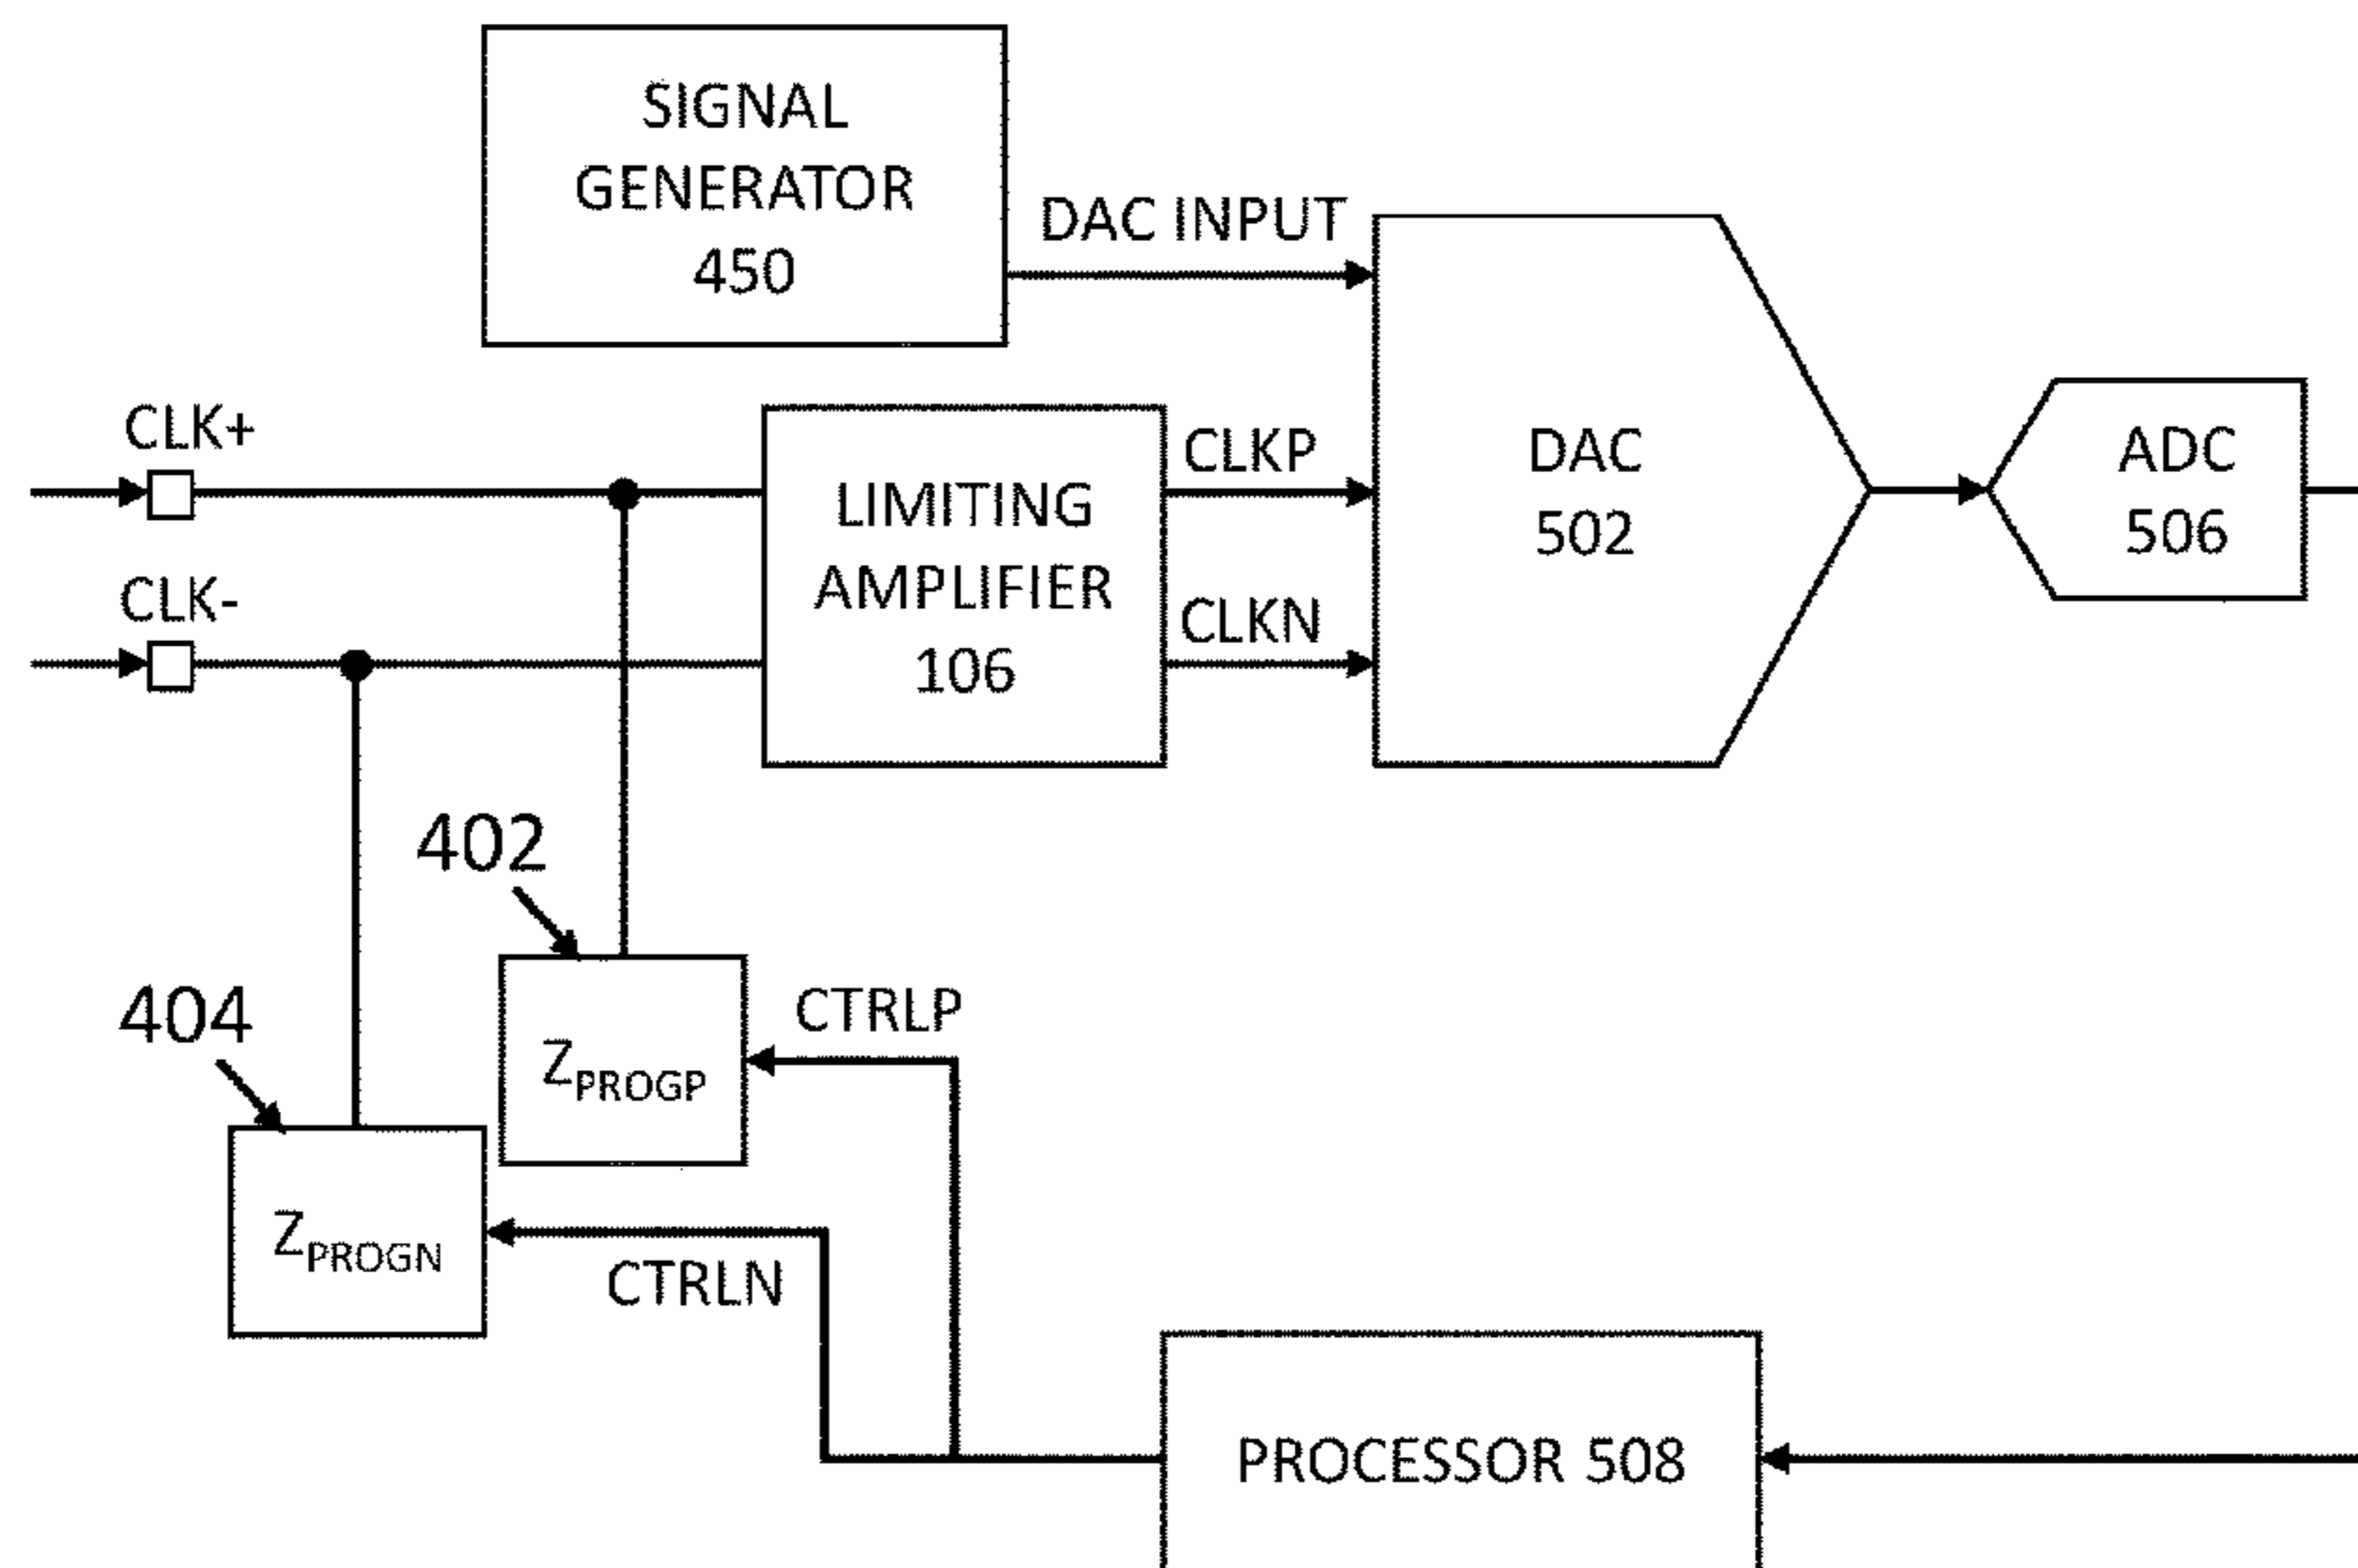 SIGNAL
GENERATOR
450
DAC INPUT
CLK+
CLK-
LIMITING
AMPLIFIER
106
CLKP
CLKN
DAC
502
ADC
506
402
404
ZPROGP
CTRLP
ZPROGN
CTRLN
PROCESSOR 508